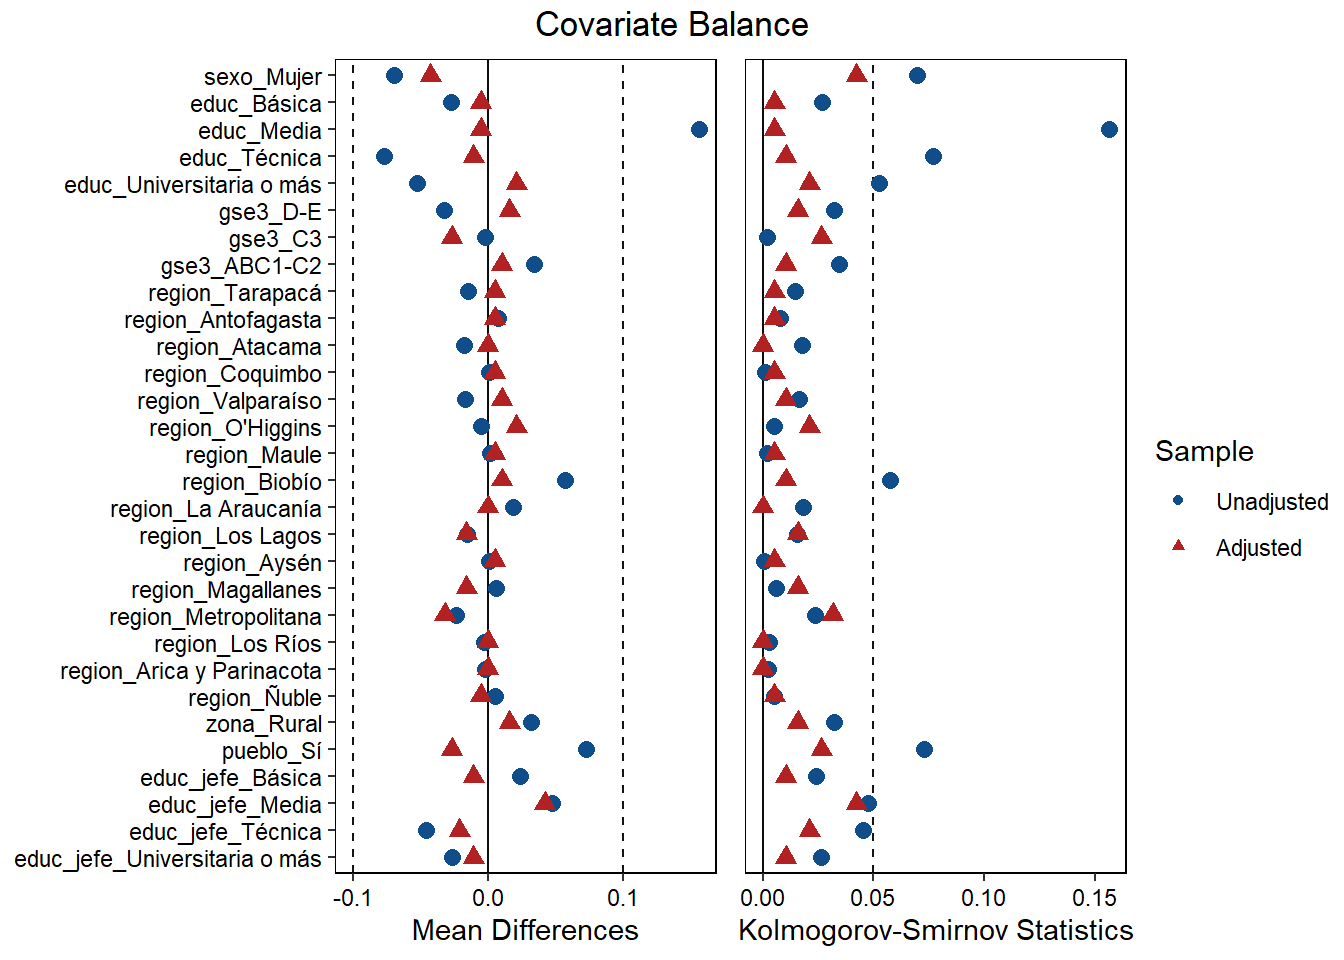 Covariate Balance
sexo_Mujer
educ_Básica
educ_Media
educ_Técnica
educ_Universitaria o más
gse3_D-E
gse3_C3
gse3_ABC1-C2
region_Tarapacá
region_Antofagasta
region_Atacama
region_Coquimbo
region_Valparaíso
region_O'Higgins
region_Maule
region_Biobío
region_La Araucanía
region_Los Lagos
region_Aysén
region_Magallanes
region_Metropolitana
region_Los Ríos
region_Arica y Parinacota
region_Ñuble
zona_Rural
pueblo_Sí
educ_jefe_Básica
educ_jefe_Media
educ_jefe_Técnica
educ_jefe_Universitaria o más
-0.1 0.0 0.1
Mean Differences
0.00 0.05 0.10 0.15
Kolmogorov-Smirnov Statistics
Sample
Unadjusted
Adjusted